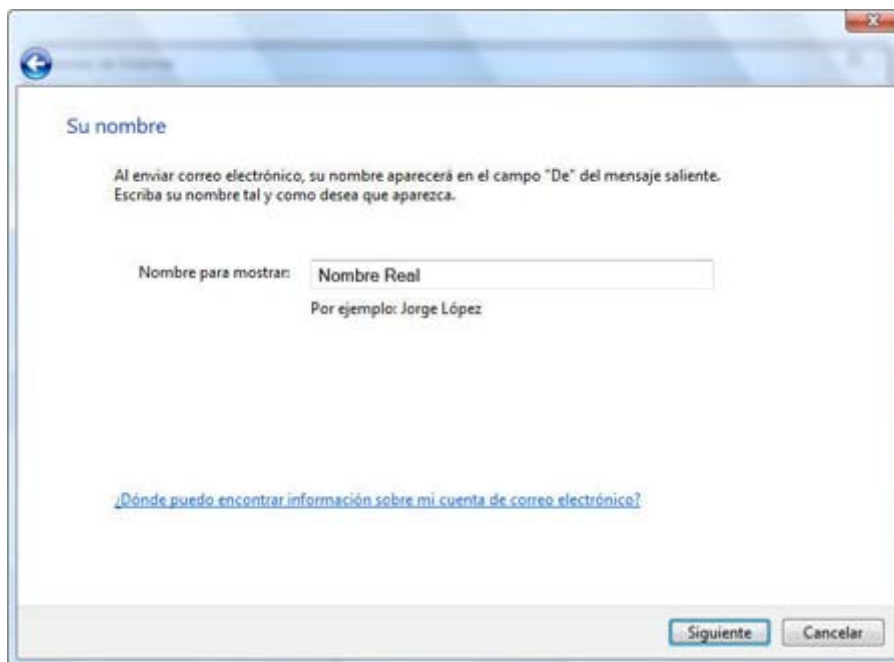 Su nombre
Al enviar correo electrónico, su nombre aparecerá en el campo "De" del mensaje saliente.
Escriba su nombre tal y como desea que aparezca.
Nombre para mostrar: Nombre Real
Por ejemplo: Jorge López
¿Dónde puedo encontrar información sobre mi cuenta de correo electrónico?
Siguiente Cancelar